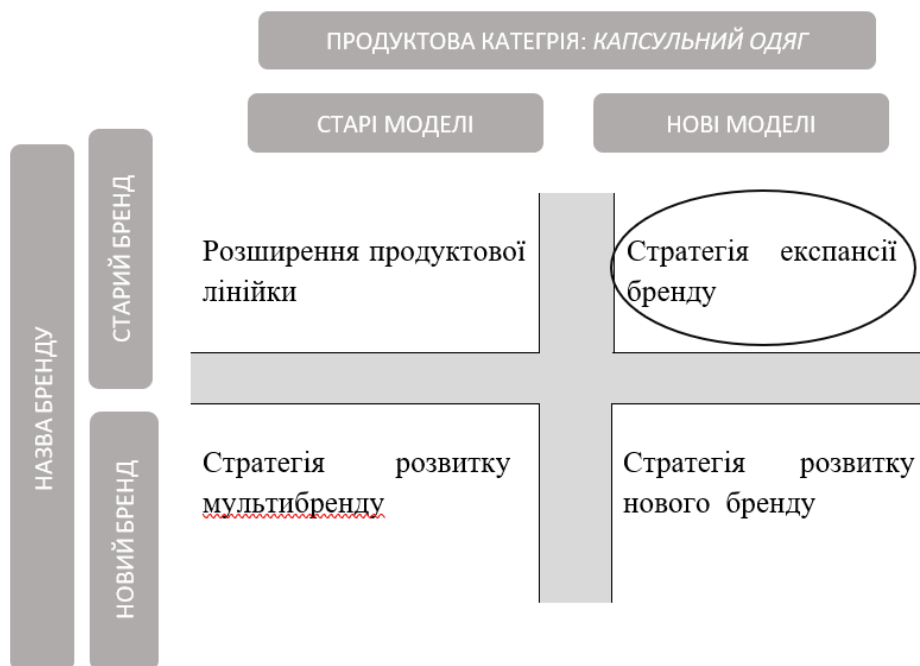 ПРОДУКТОВА КАТЕГРІЯ: КАПСУЛЬНИЙ ОДЯГ
СТАРІ МОДЕЛІ
НОВІ МОДЕЛІ
НАЗВА БРЕНДУ
СТАРИЙ БРЕНД
Розширення продуктової
лінійки
Стратегія експансії
бренду
НОВИЙ БРЕНД
Стратегія розвитку
мультибренду
Стратегія розвитку
нового бренду